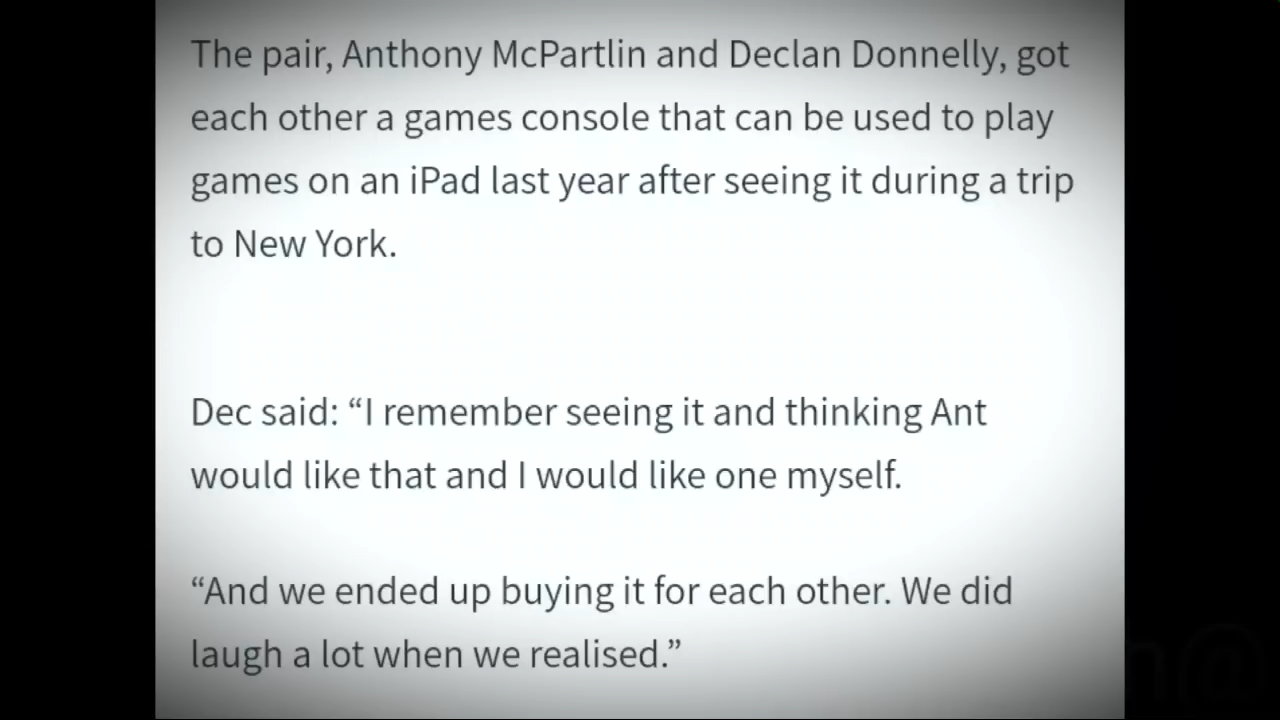 The pair, Anthony McPartlin and Declan Donnelly, got
each other a games console that can be used to play
games on an iPad last year after seeing it during a trip
to New York.
Dec said: “I remember seeing it and thinking Ant
would like that and I would like one myself.
“And we ended up buying it for each other. We did
laugh a lot when we realised.”
n@